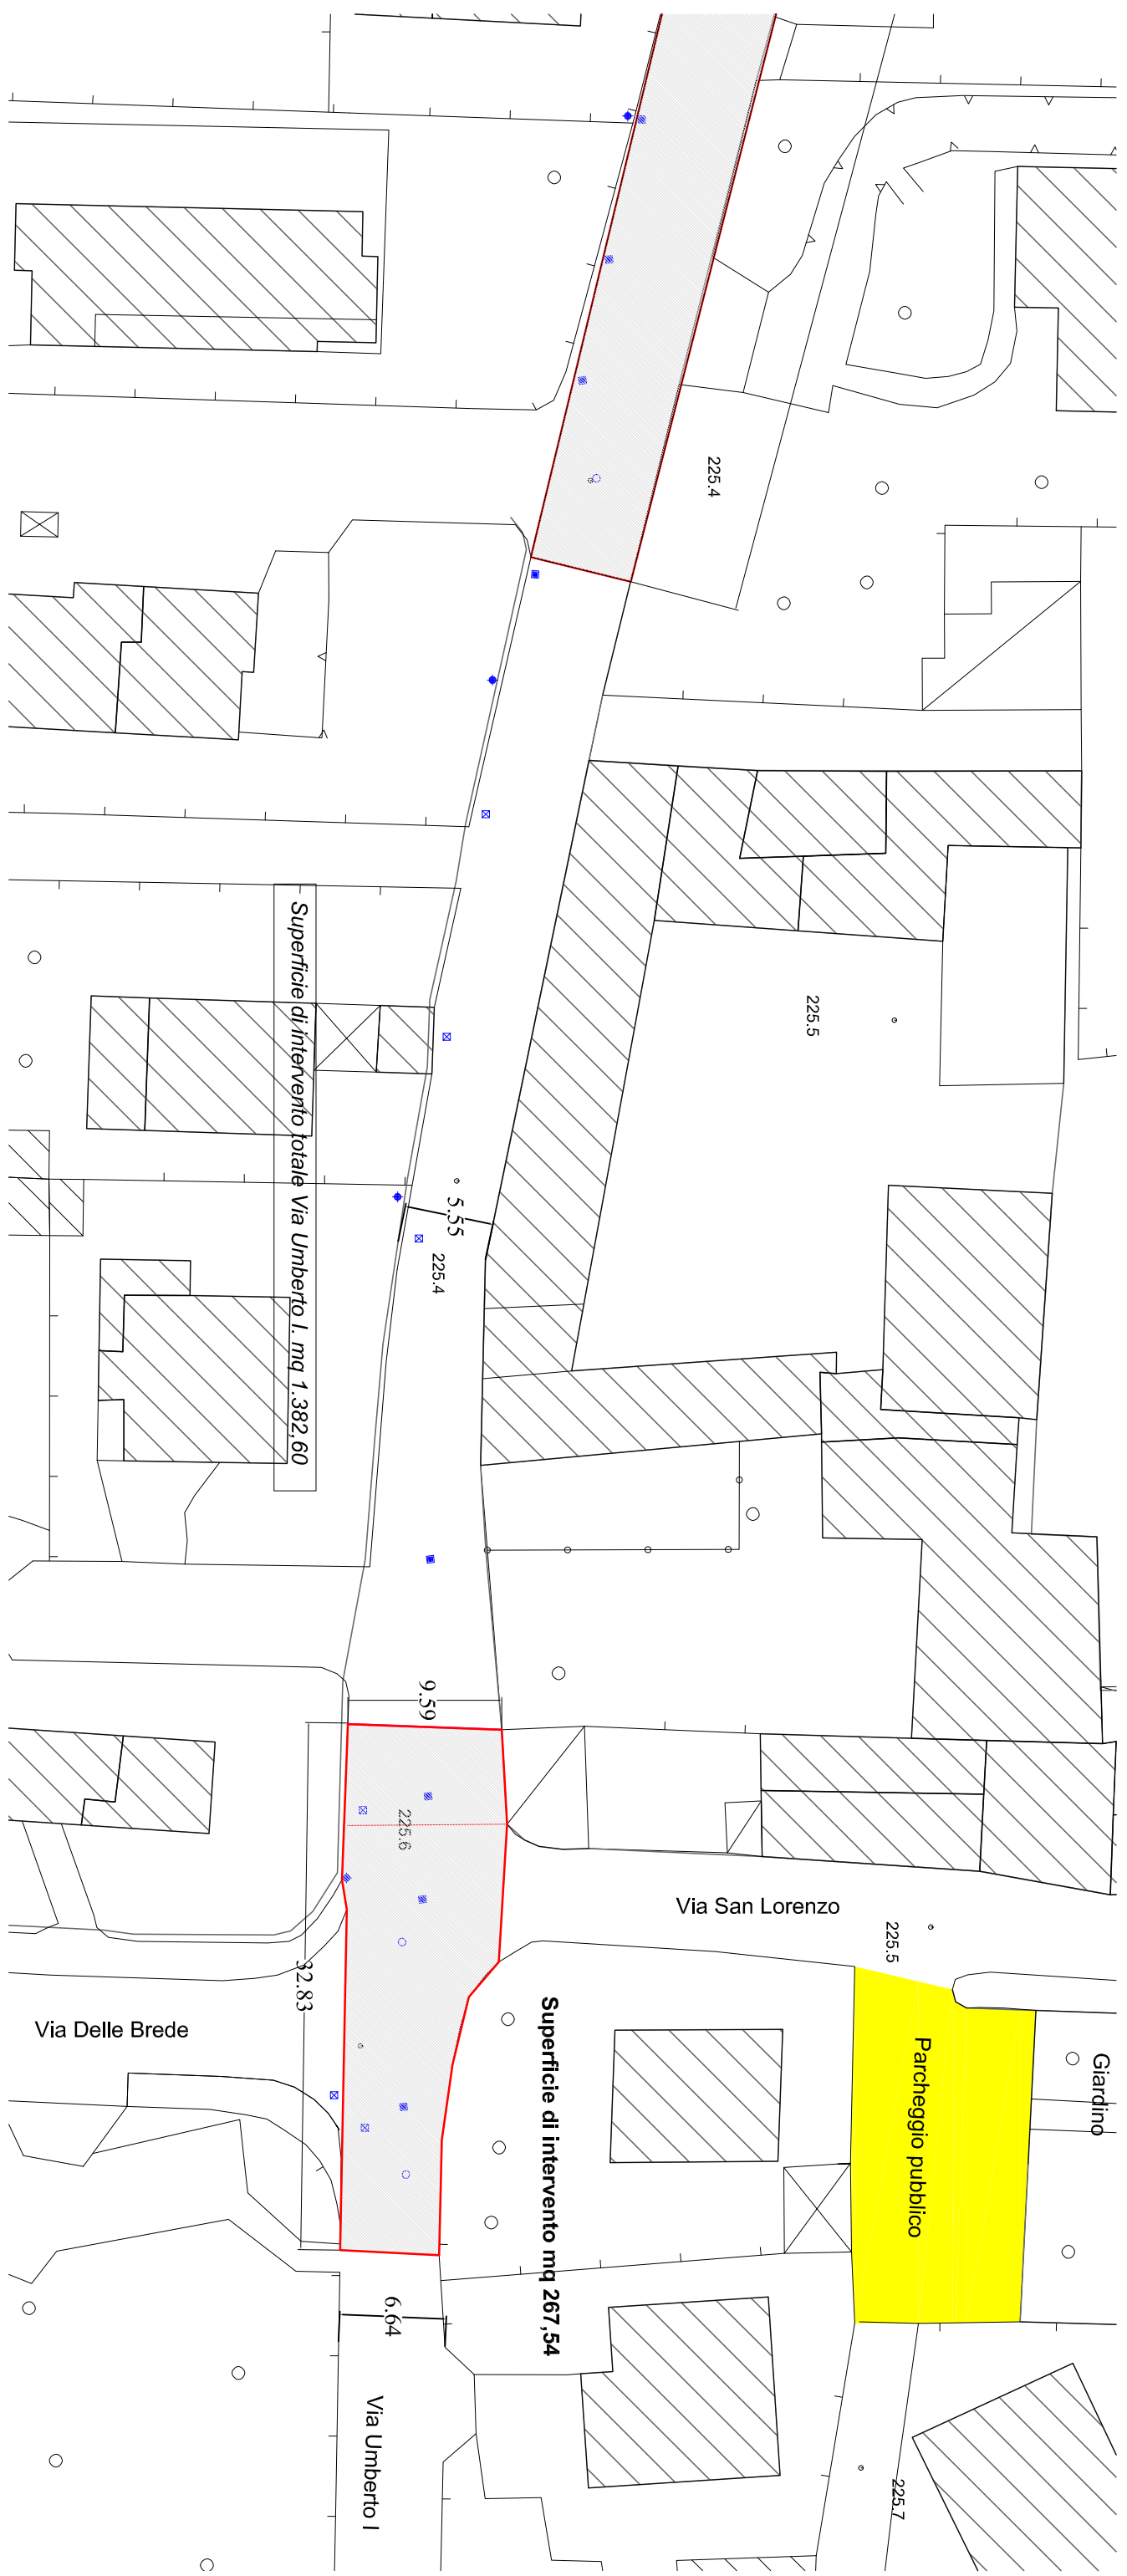 225.4
225.5
Superficie di intervento totale Via Umberto I. mq 1.382,60
5.55
225.4
9.59
225.6
Via San Lorenzo
225.5
32.83
Via Delle Brede
Superficie di intervento mq 267,54
Parcheggio pubblico
Giardino
6.64
Via Umberto I
225.7